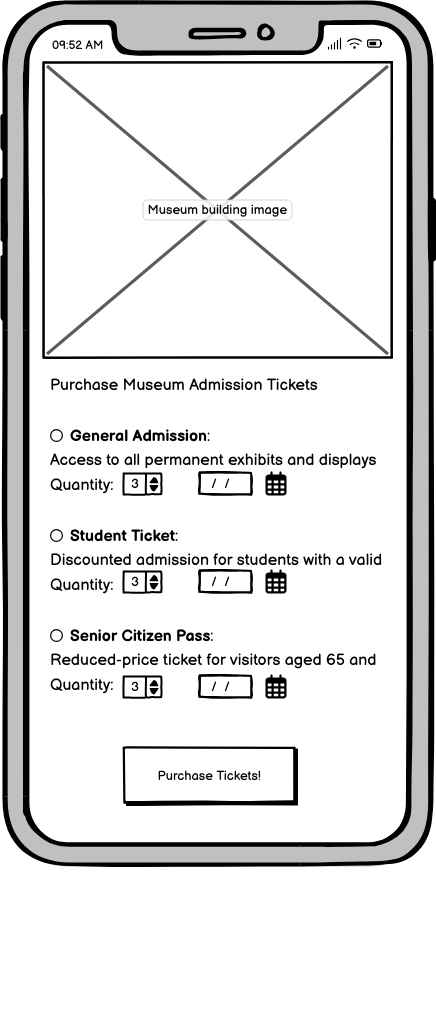 09:52 AM
Museum building image
Purchase Museum Admission Tickets
General Admission:
Access to all permanent exhibits and displays
Quantity: 3 / /
Student Ticket:
Discounted admission for students with a valid
Quantity: 3 / /
Senior Citizen Pass:
Reduced-price ticket for visitors aged 65 and
Quantity: 3 / /
Purchase Tickets!